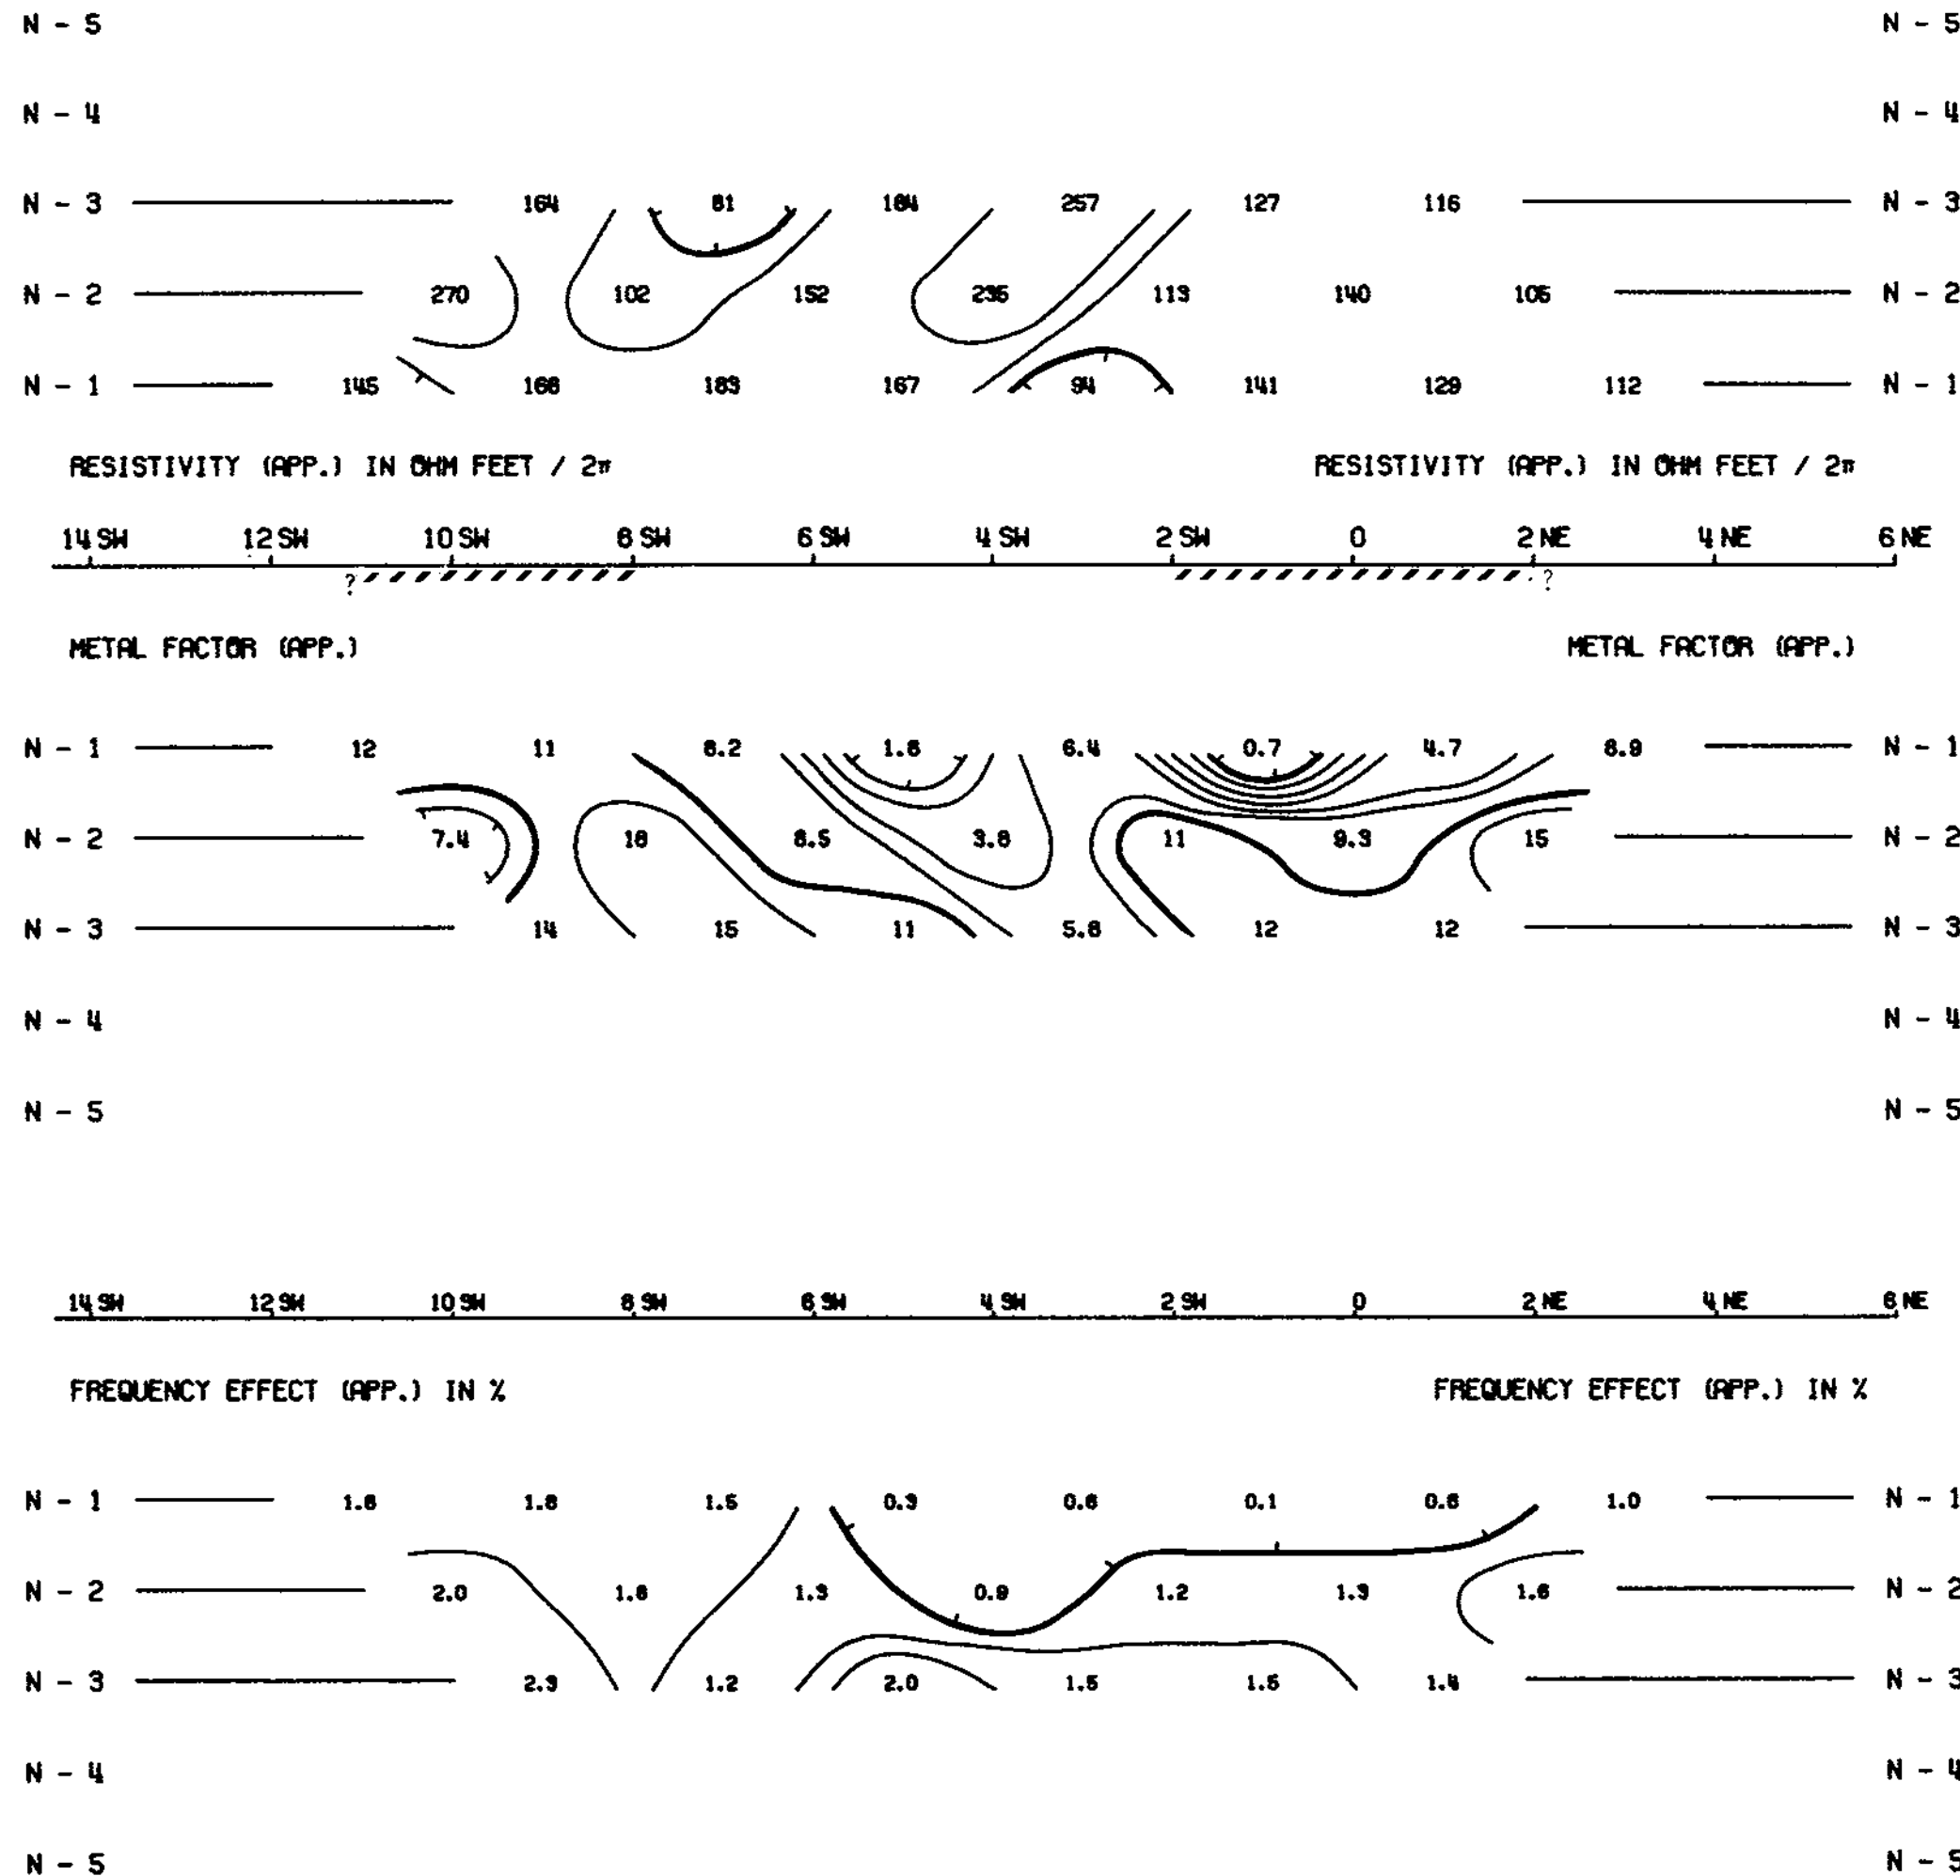 N - 5 N - 5
N - 4 N - 4
N - 3 164 81 184 257 127 116 N - 3
N - 2 270 102 152 235 113 140 105 N - 2
N - 1 145 166 183 167 94 141 129 112 N - 1
RESISTIVITY (APP.) IN OHM FEET / 2π RESISTIVITY (APP.) IN OHM FEET / 2π
14 SW 12 SW 10 SW 8 SW 6 SW 4 SW 2 SW 0 2 NE 4 NE 6 NE
? ?
METAL FACTOR (APP.) METAL FACTOR (APP.)
N - 1 12 11 8.2 1.8 6.4 0.7 4.7 8.9 N - 1
N - 2 7.4 18 8.5 3.8 11 9.3 15 N - 2
N - 3 14 15 11 5.8 12 12 N - 3
N - 4 N - 4
N - 5 N - 5
14 SW 12 SW 10 SW 8 SW 6 SW 4 SW 2 SW 0 2 NE 4 NE 6 NE
FREQUENCY EFFECT (APP.) IN % FREQUENCY EFFECT (APP.) IN %
N - 1 1.8 1.8 1.5 0.3 0.6 0.1 0.6 1.0 N - 1
N - 2 2.0 1.8 1.3 0.9 1.2 1.3 1.6 N - 2
N - 3 2.3 1.2 2.0 1.5 1.5 1.4 N - 3
N - 4 N - 4
N - 5 N - 5